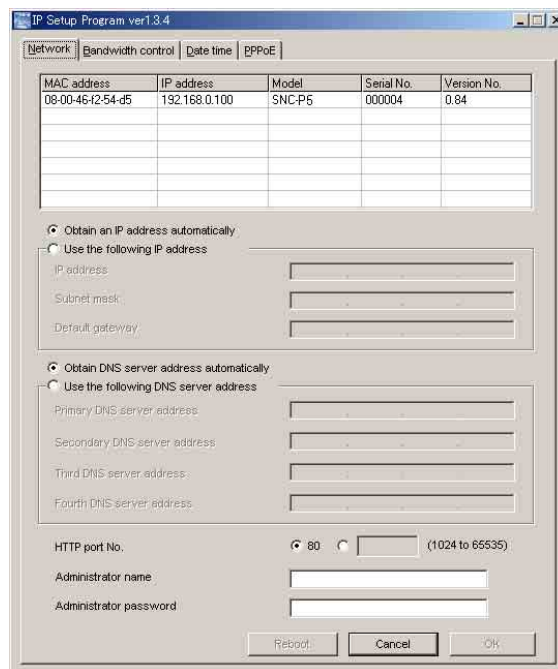 IP Setup Program ver1.3.4
Network Bandwidth control Date time PPPoE
MAC address IP address Model Serial No. Version No.
08-00-46-f2-54-d5 192.168.0.100 SNC-P5 000004 0.84
Obtain an IP address automatically
Use the following IP address
IP address
Subnet mask
Default gateway
Obtain DNS server address automatically
Use the following DNS server address
Primary DNS server address
Secondary DNS server address
Third DNS server address
Fourth DNS server address
HTTP port No. 80 (1024 to 65535)
Administrator name
Administrator password
Reboot Cancel OK